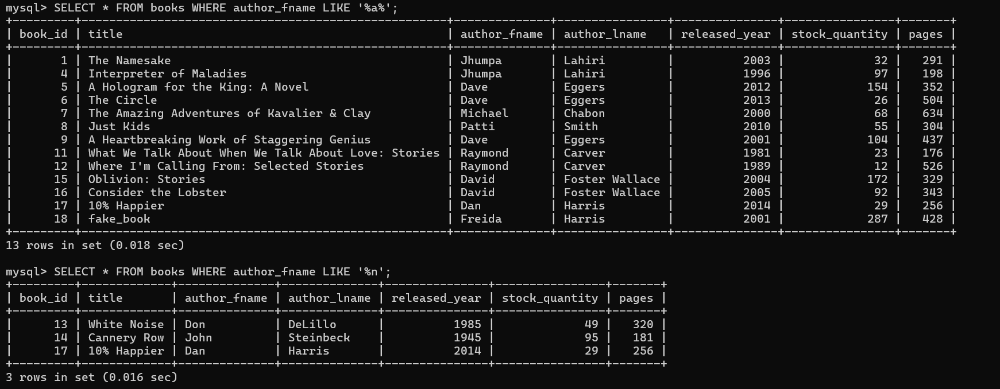 mysql> SELECT * FROM books WHERE author_fname LIKE '%a%';
+---------+-----------------------------------------------------+--------------+----------------+---------------+----------------+-------+
| book_id | title                                               | author_fname | author_lname   | released_year | stock_quantity | pages |
+---------+-----------------------------------------------------+--------------+----------------+---------------+----------------+-------+
|       1 | The Namesake                                        | Jhumpa       | Lahiri         |          2003 |             32 |   291 |
|       4 | Interpreter of Maladies                             | Jhumpa       | Lahiri         |          1996 |             97 |   198 |
|       5 | A Hologram for the King: A Novel                    | Dave         | Eggers         |          2012 |            154 |   352 |
|       6 | The Circle                                          | Dave         | Eggers         |          2013 |             26 |   504 |
|       7 | The Amazing Adventures of Kavalier & Clay           | Michael      | Chabon         |          2000 |             68 |   634 |
|       8 | Just Kids                                           | Patti        | Smith          |          2010 |             55 |   304 |
|       9 | A Heartbreaking Work of Staggering Genius           | Dave         | Eggers         |          2001 |            104 |   437 |
|      11 | What We Talk About When We Talk About Love: Stories | Raymond      | Carver         |          1981 |             23 |   176 |
|      12 | Where I'm Calling From: Selected Stories            | Raymond      | Carver         |          1989 |             12 |   526 |
|      15 | Oblivion: Stories                                   | David        | Foster Wallace |          2004 |            172 |   329 |
|      16 | Consider the Lobster                                | David        | Foster Wallace |          2005 |             92 |   343 |
|      17 | 10% Happier                                         | Dan          | Harris         |          2014 |             29 |   256 |
|      18 | fake_book                                           | Freida       | Harris         |          2001 |            287 |   428 |
+---------+-----------------------------------------------------+--------------+----------------+---------------+----------------+-------+
13 rows in set (0.018 sec)

mysql> SELECT * FROM books WHERE author_fname LIKE '%n';
+---------+-------------+--------------+--------------+---------------+----------------+-------+
| book_id | title       | author_fname | author_lname | released_year | stock_quantity | pages |
+---------+-------------+--------------+--------------+---------------+----------------+-------+
|      13 | White Noise | Don          | DeLillo      |          1985 |             49 |   320 |
|      14 | Cannery Row | John         | Steinbeck    |          1945 |             95 |   181 |
|      17 | 10% Happier | Dan          | Harris       |          2014 |             29 |   256 |
+---------+-------------+--------------+--------------+---------------+----------------+-------+
3 rows in set (0.016 sec)